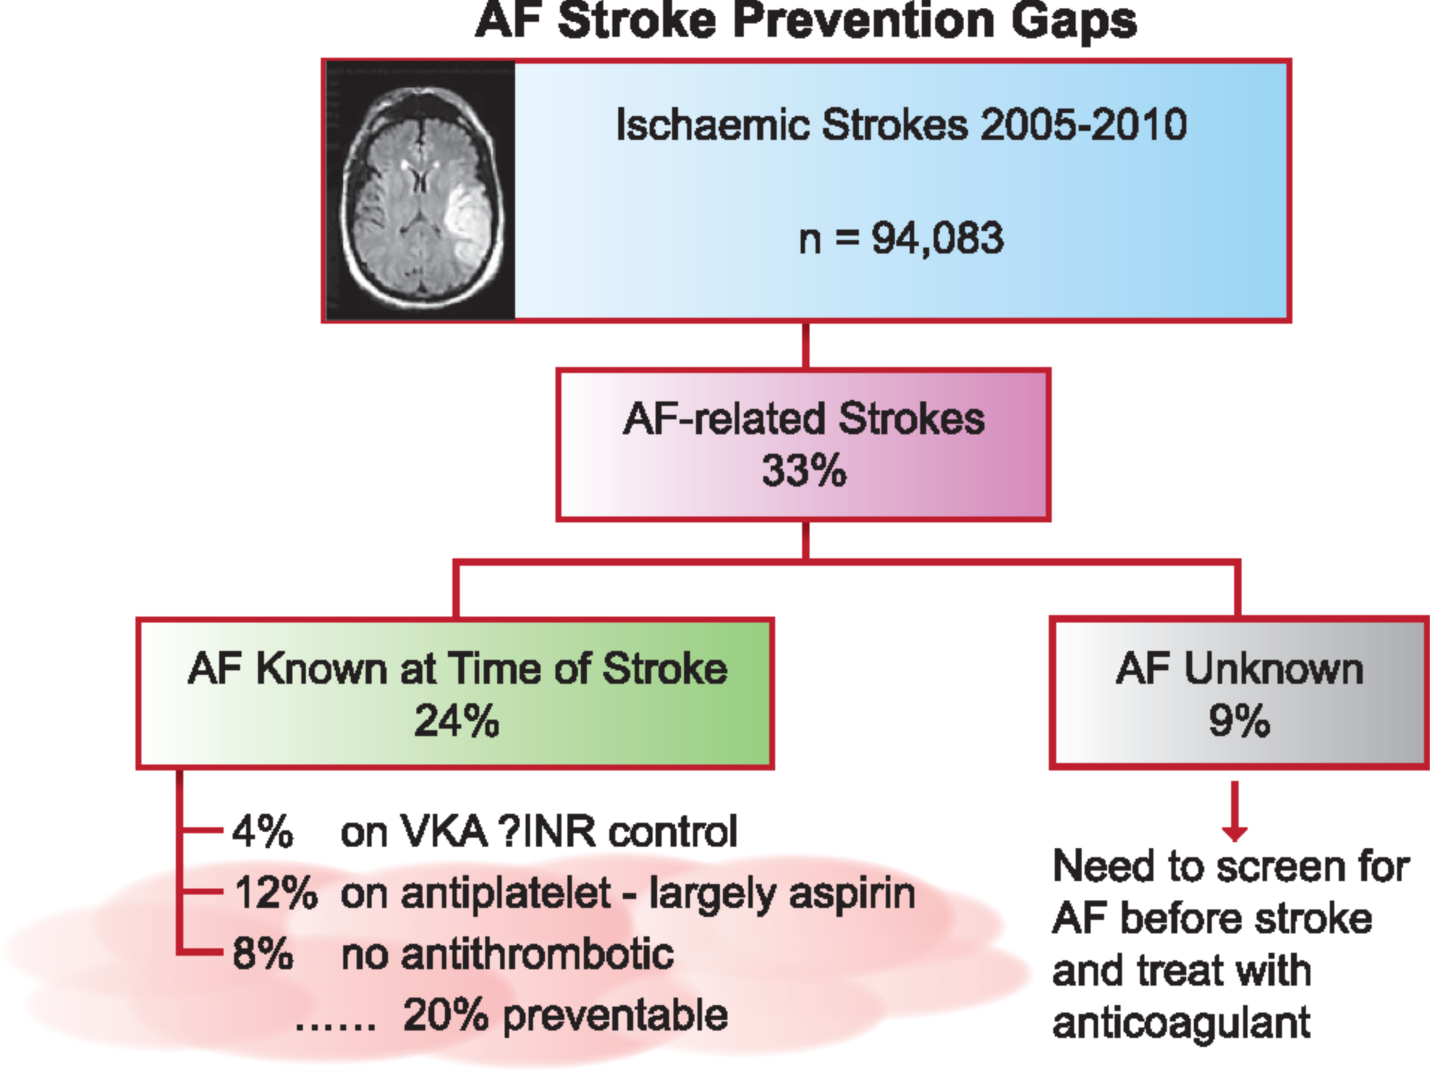 AF Stroke Prevention Gaps
Ischaemic Strokes 2005-2010
n = 94,083
AF-related Strokes
33%
AF Known at Time of Stroke
24%
4% on VKA ?INR control
12% on antiplatelet - largely aspirin
8% no antithrombotic
...... 20% preventable
AF Unknown
9%
Need to screen for
AF before stroke
and treat with
anticoagulant